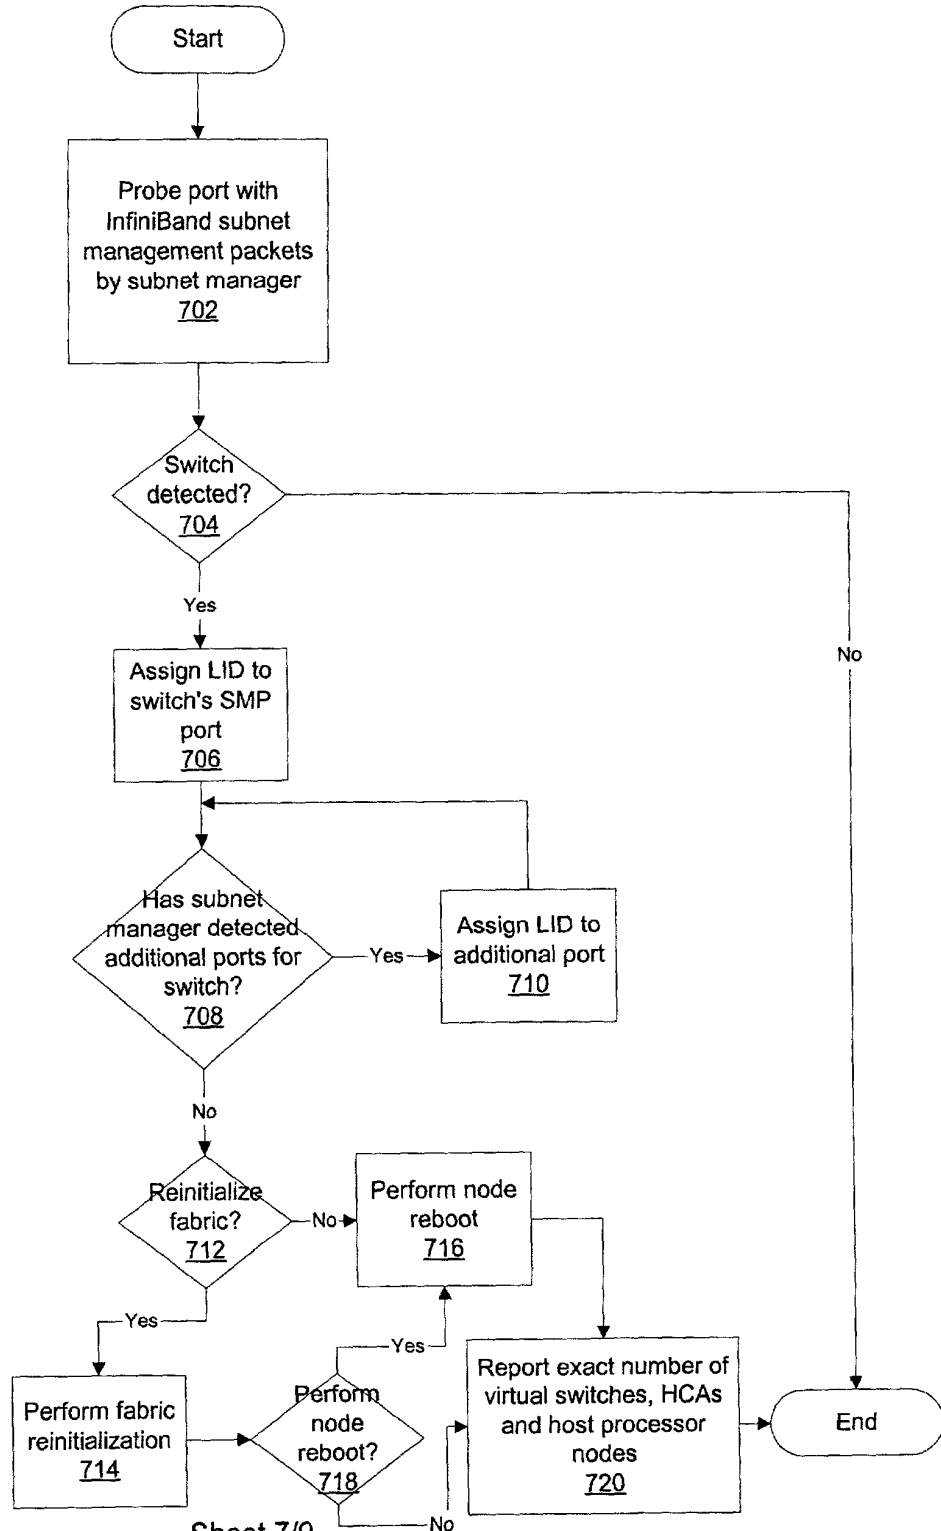 Start
Probe port with
InfiniBand subnet
management packets
by subnet manager
702
Switch
detected?
704
Yes
No
Assign LID to
switch's SMP
port
706
Has subnet
manager detected
additional ports for
switch?
708
Yes
Assign LID to
additional port
710
No
Reinitialize
fabric?
712
No
Perform node
reboot
716
Yes
Perform fabric
reinitialization
714
Yes
Perform
node
reboot?
718
No
Report exact number of
virtual switches, HCAs
and host processor
nodes
720
End
Sheet 7/9